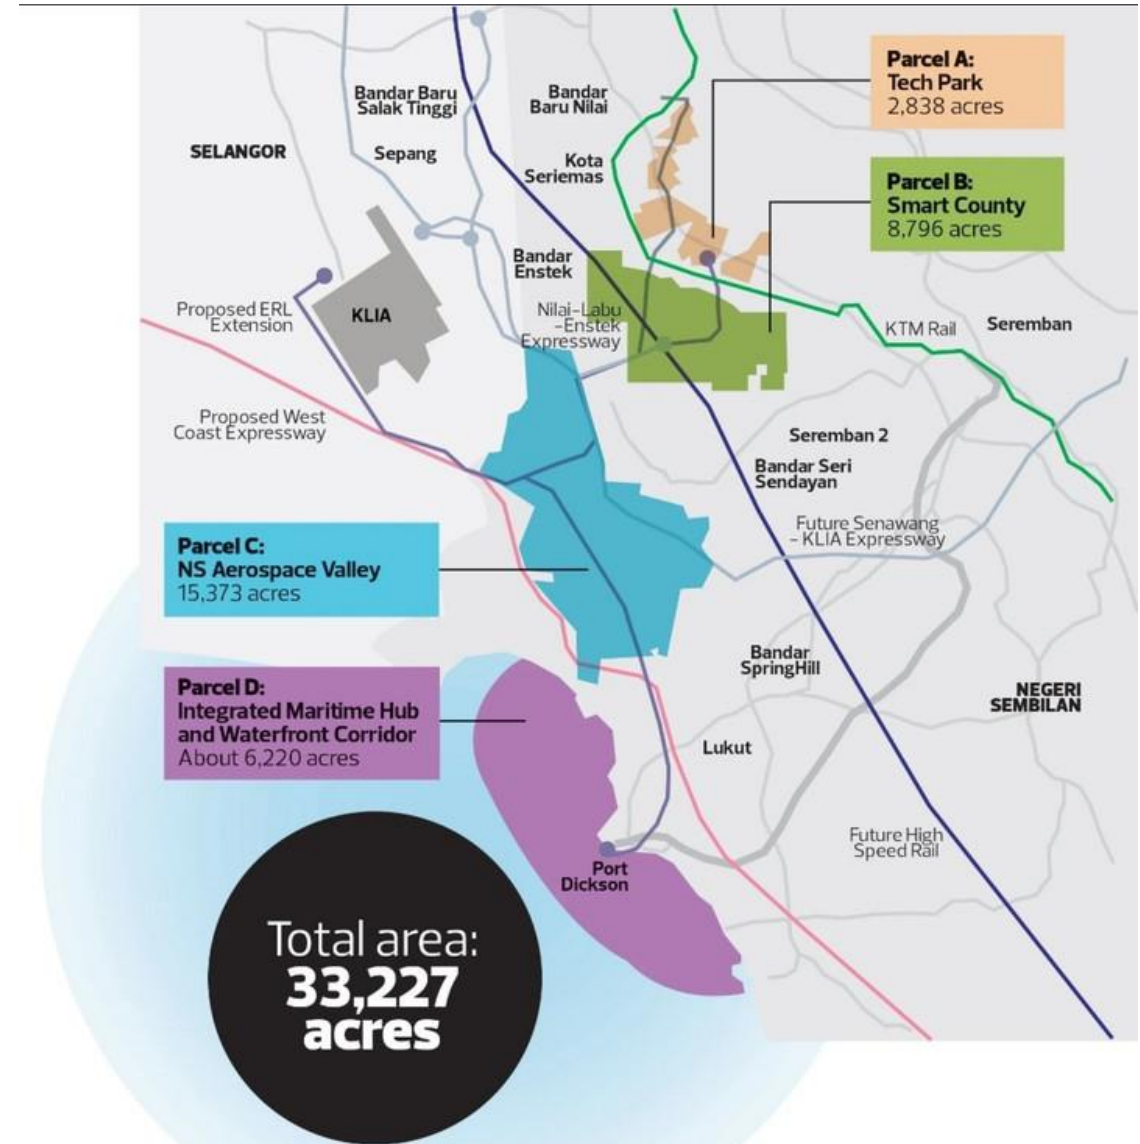 Parcel A:
Tech Park
2,838 acres
Bandar Baru
Salak Tinggi
Bandar
Baru Nilai
SELANGOR
Sepang
Kota
Seriemas
Parcel B:
Smart County
8,796 acres
Bandar
Enstek
Proposed ERL
Extension
KLIA
Nilai-Labu
-Enstek
Expressway
KTM Rail
Seremban
Proposed West
Coast Expressway
Seremban 2
Bandar Seri
Sendayan
Future Senawang
- KLIA Expressway
Parcel C:
NS Aerospace Valley
15,373 acres
Bandar
SpringHill
NEGERI
SEMBILAN
Parcel D:
Integrated Maritime Hub
and Waterfront Corridor
About 6,220 acres
Lukut
Future High
Speed Rail
Port
Dickson
Total area:
33,227
acres